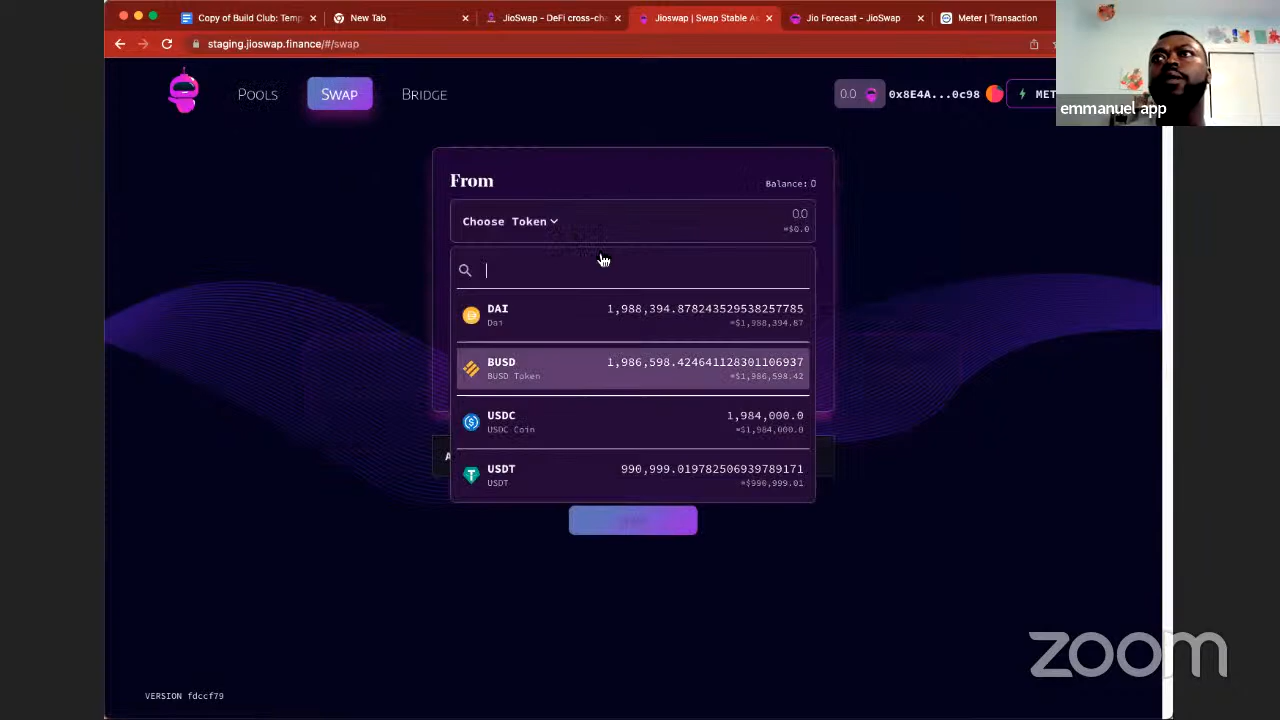 Copy of Build Club: Temp
New Tab
JioSwap - DeFi cross-cha
Jioswap | Swap Stable As
Jio Forecast - JioSwap
Meter | Transaction
staging.jioswap.finance/#/swap
emmanuel app
POOLS
SWAP
BRIDGE
0.0
0x8E4A...0c98
MET
From
Balance: 0
Choose Token
0.0
≈$0.0
DAI
1,988,394.878243529538257785
Dai
≈$1,988,394.87
BUSD
1,986,598.424641128301106937
BUSD Token
≈$1,986,598.42
USDC
1,984,000.0
USDC Coin
≈$1,984,000.0
A
USDT
990,999.019782506939789171
USDT
≈$990,999.01
zoom
VERSION fdccf79